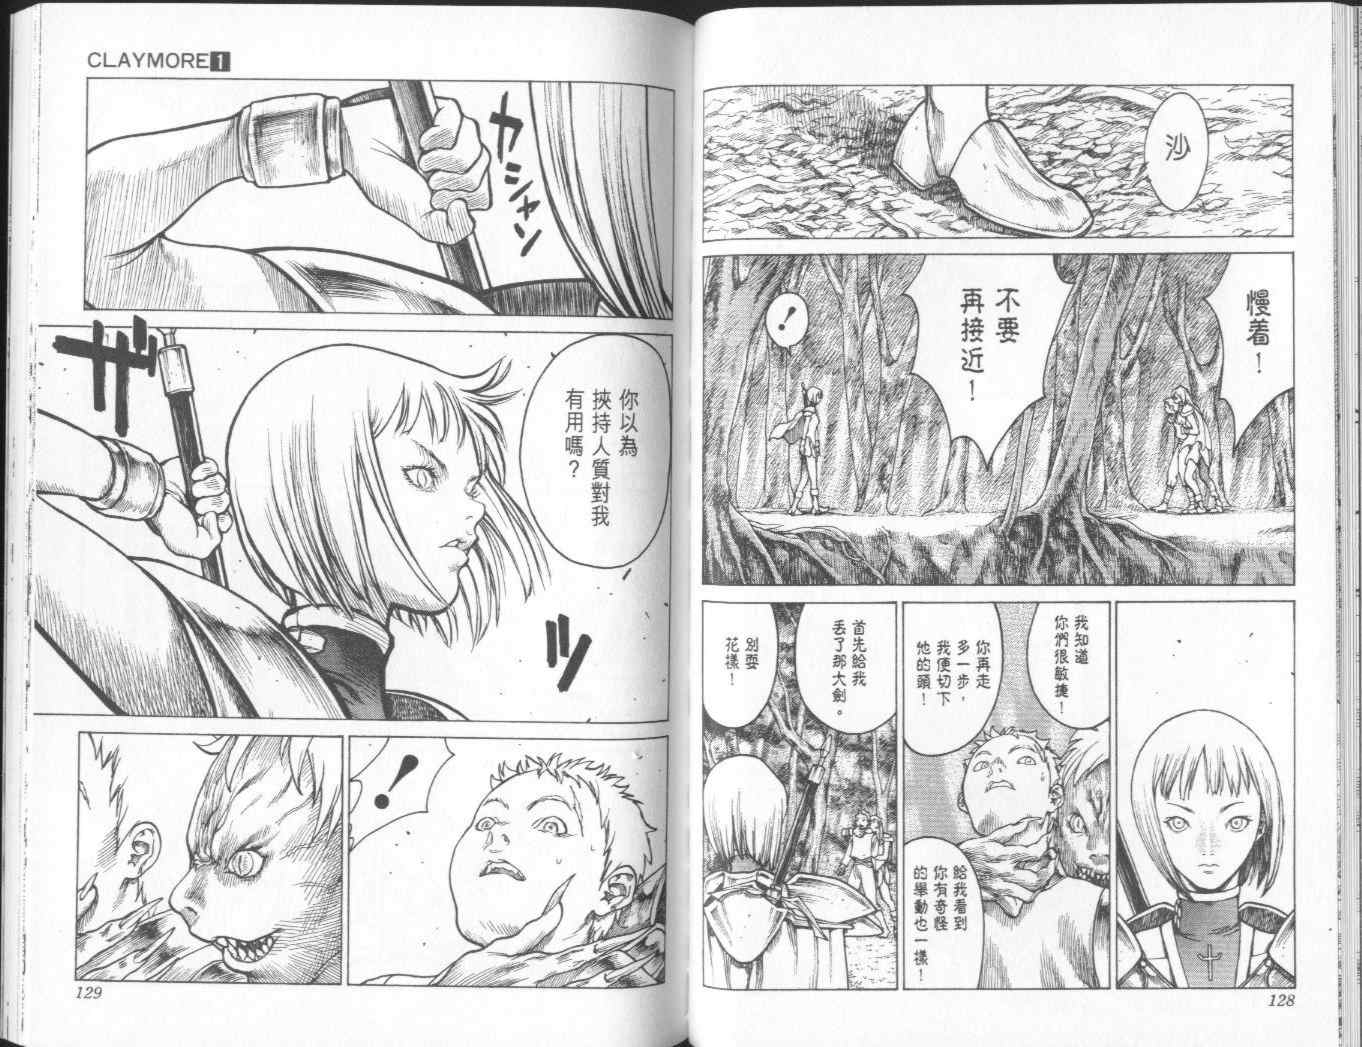 沙
慢着！
不要
再接近！
！
我知道
你們很敏捷！
你再走
多一步，
我便切下
他的頭！
給我看到
你有奇怪
的舉動也一樣！
首先給我
丟了那大劍。
別耍
花樣！
128
CLAYMORE 1
カシャン
ザッ
你以為
挾持人質對我
有用嗎？
！
129